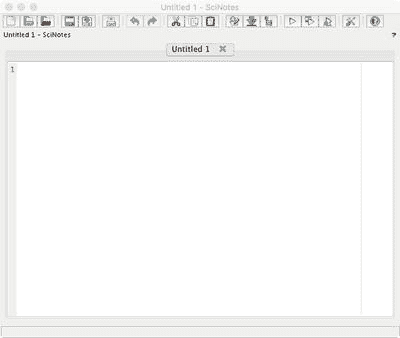 Untitled 1 - SciNotes
Untitled 1 - SciNotes
?
Untitled 1
1